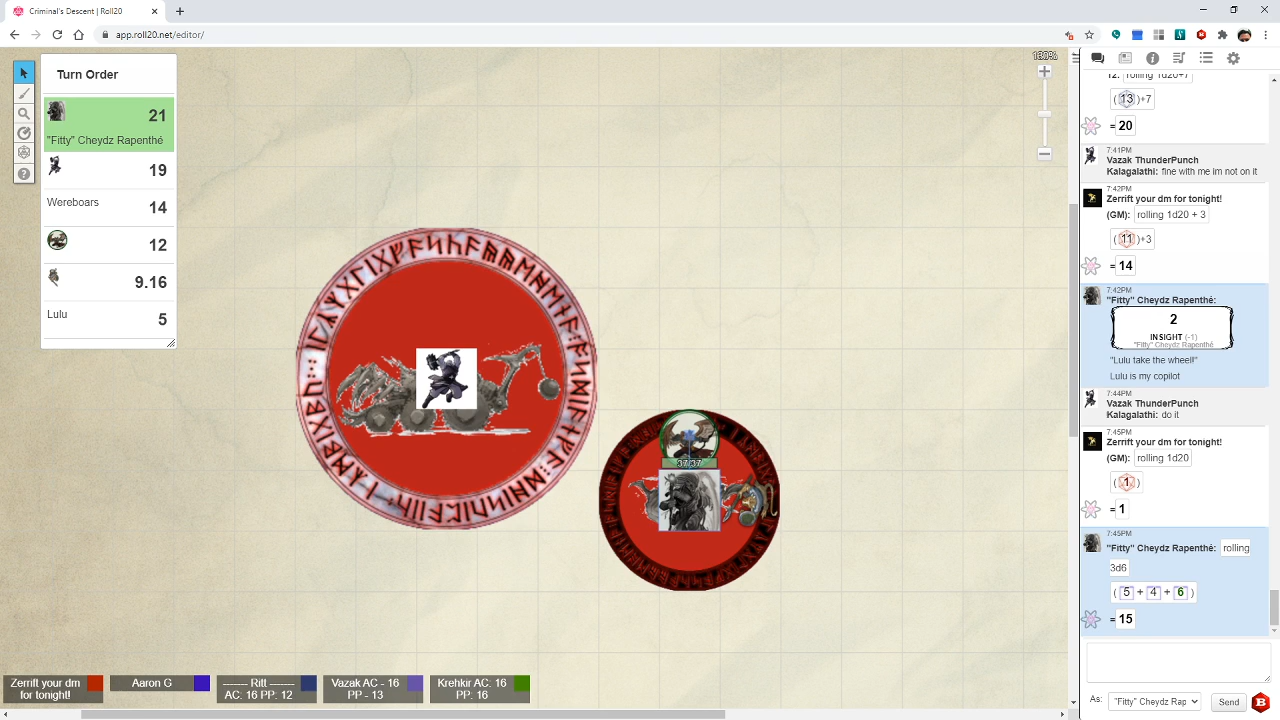 Criminal's Descent | Roll20
app.roll20.net/editor/
Turn Order
21
"Fitty" Cheydz Rapenthé
19
Wereboars
14
12
9.16
Lulu
5
130%
37/37
Zerrift your dm
for tonight!
Aaron G
------- Ritt -------
AC: 16 PP: 12
Vazak AC - 16
PP - 13
Krehkir AC: 16
PP: 16
12: rolling 1d20+7
(13)+7
=20
7:41PM
Vazak ThunderPunch
Kalagalathi: fine with me im not on it
7:42PM
Zerrift your dm for tonight!
(GM): rolling 1d20 + 3
(11)+3
=14
7:42PM
"Fitty" Cheydz Rapenthé:
2
INSIGHT (-1)
"Fitty" Cheydz Rapenthé
"Lulu take the wheel!"
Lulu is my copilot
7:44PM
Vazak ThunderPunch
Kalagalathi: do it
7:45PM
Zerrift your dm for tonight!
(GM): rolling 1d20
(1)
=1
7:45PM
"Fitty" Cheydz Rapenthé: rolling
3d6
(5+4+6)
=15
As: "Fitty" Cheydz Rap
Send